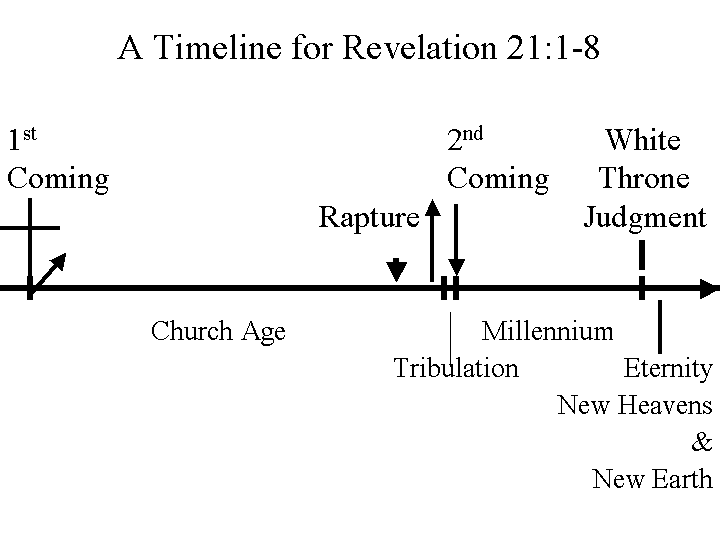 A Timeline for Revelation 21:1-8
1st
Coming
Rapture
2nd
Coming
White
Throne
Judgment
Church Age
Millennium
Tribulation
Eternity
New Heavens
&
New Earth